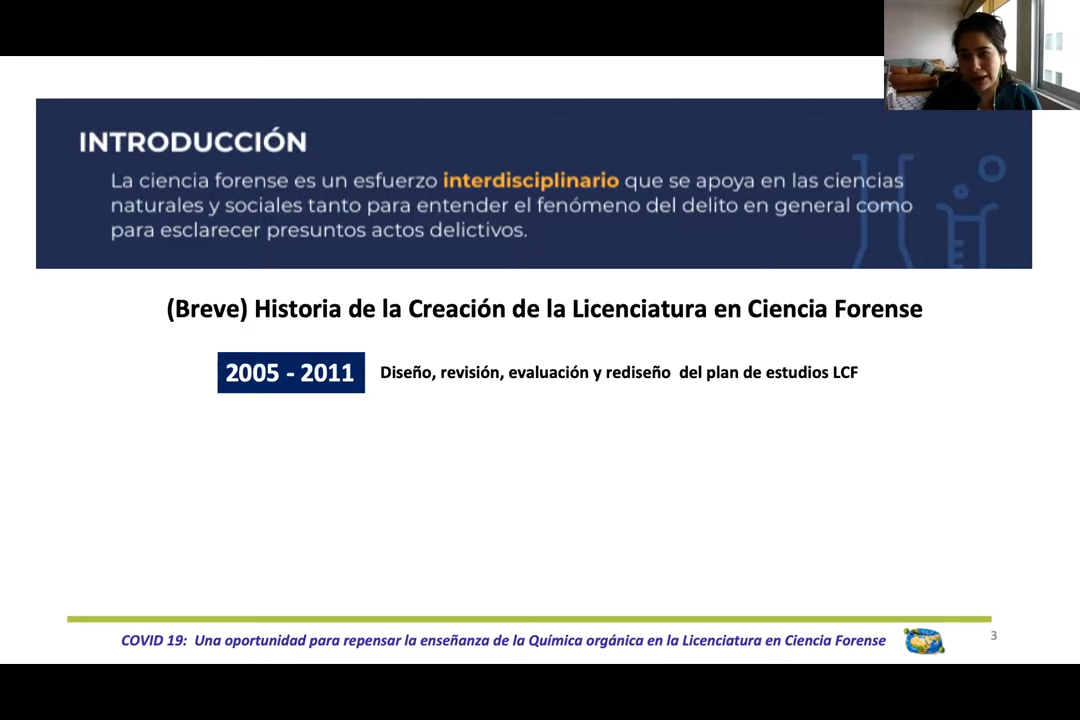 INTRODUCCIÓN
La ciencia forense es un esfuerzo interdisciplinario que se apoya en las ciencias
naturales y sociales tanto para entender el fenómeno del delito en general como
para esclarecer presuntos actos delictivos.
(Breve) Historia de la Creación de la Licenciatura en Ciencia Forense
2005 - 2011 Diseño, revisión, evaluación y rediseño del plan de estudios LCF
COVID 19: Una oportunidad para repensar la enseñanza de la Química orgánica en la Licenciatura en Ciencia Forense
3